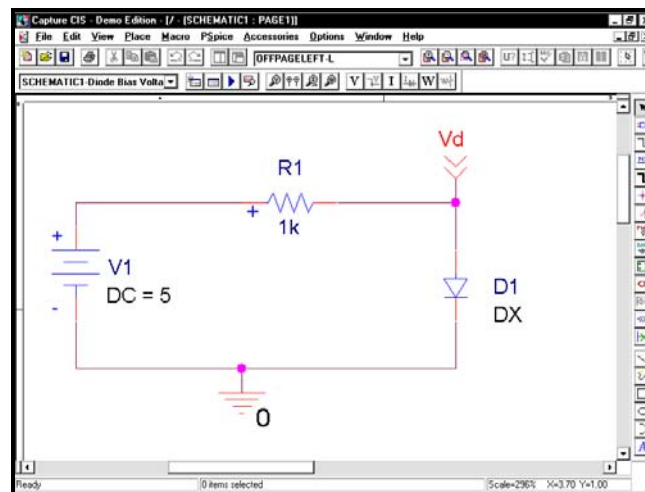 Capture CIS - Demo Edition - [/ - (SCHEMATIC1 : PAGE1)]
File Edit View Place Macro PSpice Accessories Options Window Help
OFFPAGELEFT-L U?
SCHEMATIC1-Diode Bias Volta V I W
Vd
R1
+
1k
+
V1
DC = 5
-
D1
DX
0
Ready 0 items selected Scale=296% X=3.70 Y=1.00